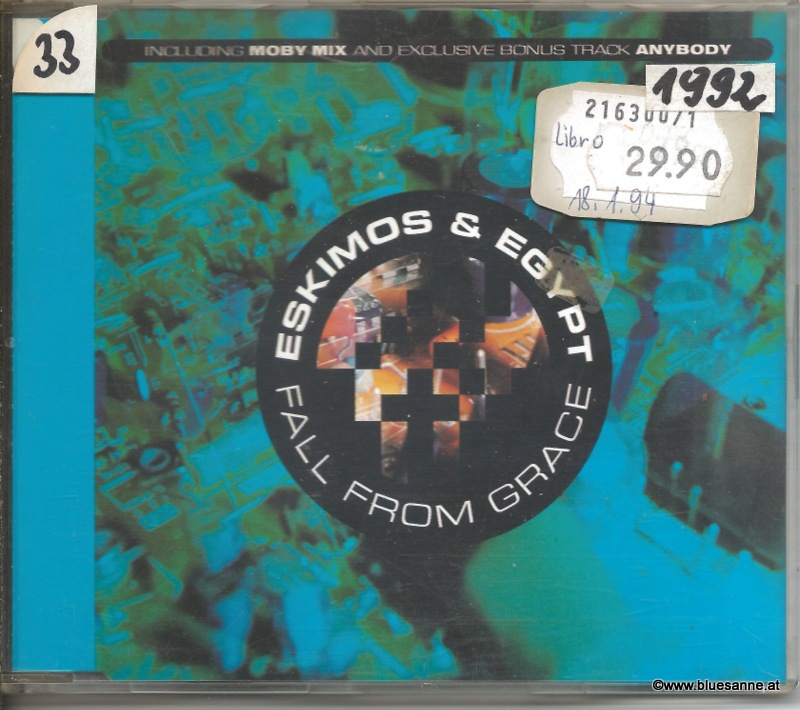 33
INCLUDING MOBY MIX AND EXCLUSIVE BONUS TRACK ANYBODY
1992
21630071
Libro
29.90
18.1.94
ESKIMOS & EGYPT
FALL FROM GRACE
©www.bluesanne.at